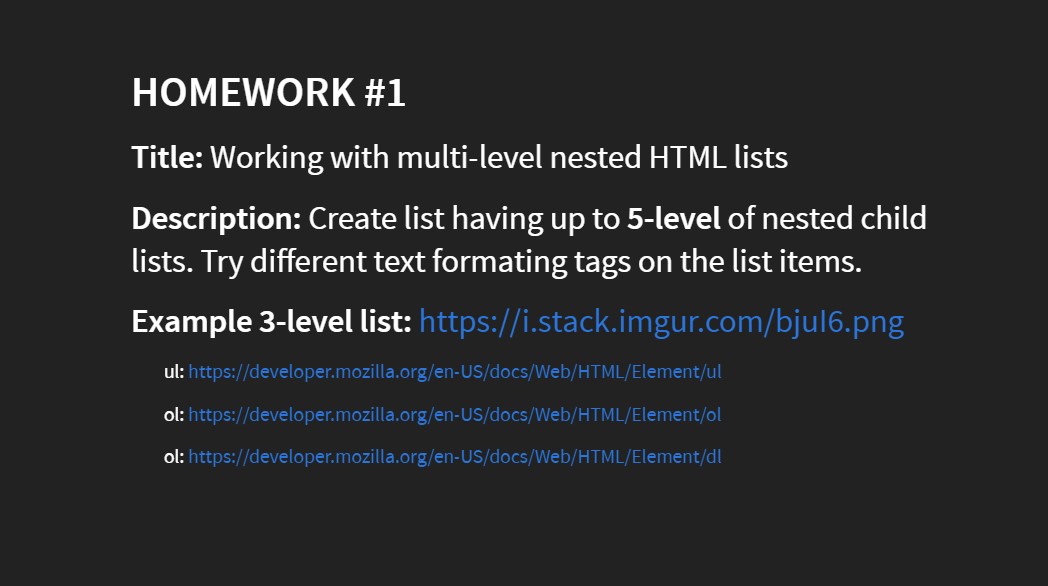 HOMEWORK #1
Title: Working with multi-level nested HTML lists
Description: Create list having up to 5-level of nested child
lists. Try different text formating tags on the list items.
Example 3-level list: https://i.stack.imgur.com/bjuI6.png
ul: https://developer.mozilla.org/en-US/docs/Web/HTML/Element/ul
ol: https://developer.mozilla.org/en-US/docs/Web/HTML/Element/ol
ol: https://developer.mozilla.org/en-US/docs/Web/HTML/Element/dl